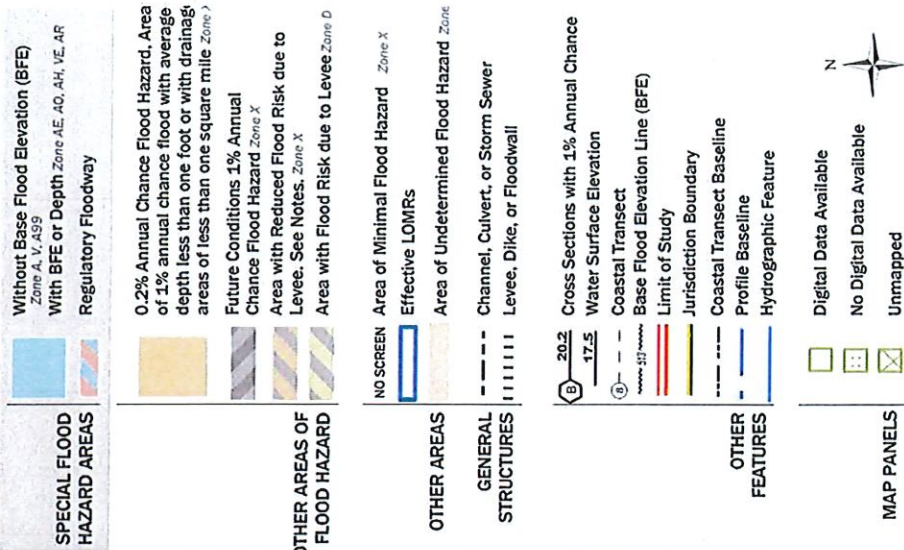 SPECIAL FLOOD
HAZARD AREAS
Without Base Flood Elevation (BFE)
Zone A, V, A99
With BFE or Depth Zone AE, AO, AH, VE, AR
Regulatory Floodway
OTHER AREAS OF
FLOOD HAZARD
0.2% Annual Chance Flood Hazard, Area
of 1% annual chance flood with average
depth less than one foot or with drainag
areas of less than one square mile Zone
Future Conditions 1% Annual
Chance Flood Hazard Zone X
Area with Reduced Flood Risk due to
Levee. See Notes. Zone X
Area with Flood Risk due to Levee Zone D
OTHER AREAS
NO SCREEN Area of Minimal Flood Hazard Zone X
Effective LOMRs
Area of Undetermined Flood Hazard Zone
GENERAL
STRUCTURES
Channel, Culvert, or Storm Sewer
Levee, Dike, or Floodwall
OTHER
FEATURES
B 20.2 Cross Sections with 1% Annual Chance
17.5 Water Surface Elevation
8 Coastal Transect
513 Base Flood Elevation Line (BFE)
Limit of Study
Jurisdiction Boundary
Coastal Transect Baseline
Profile Baseline
Hydrographic Feature
MAP PANELS
Digital Data Available
No Digital Data Available
Unmapped
N